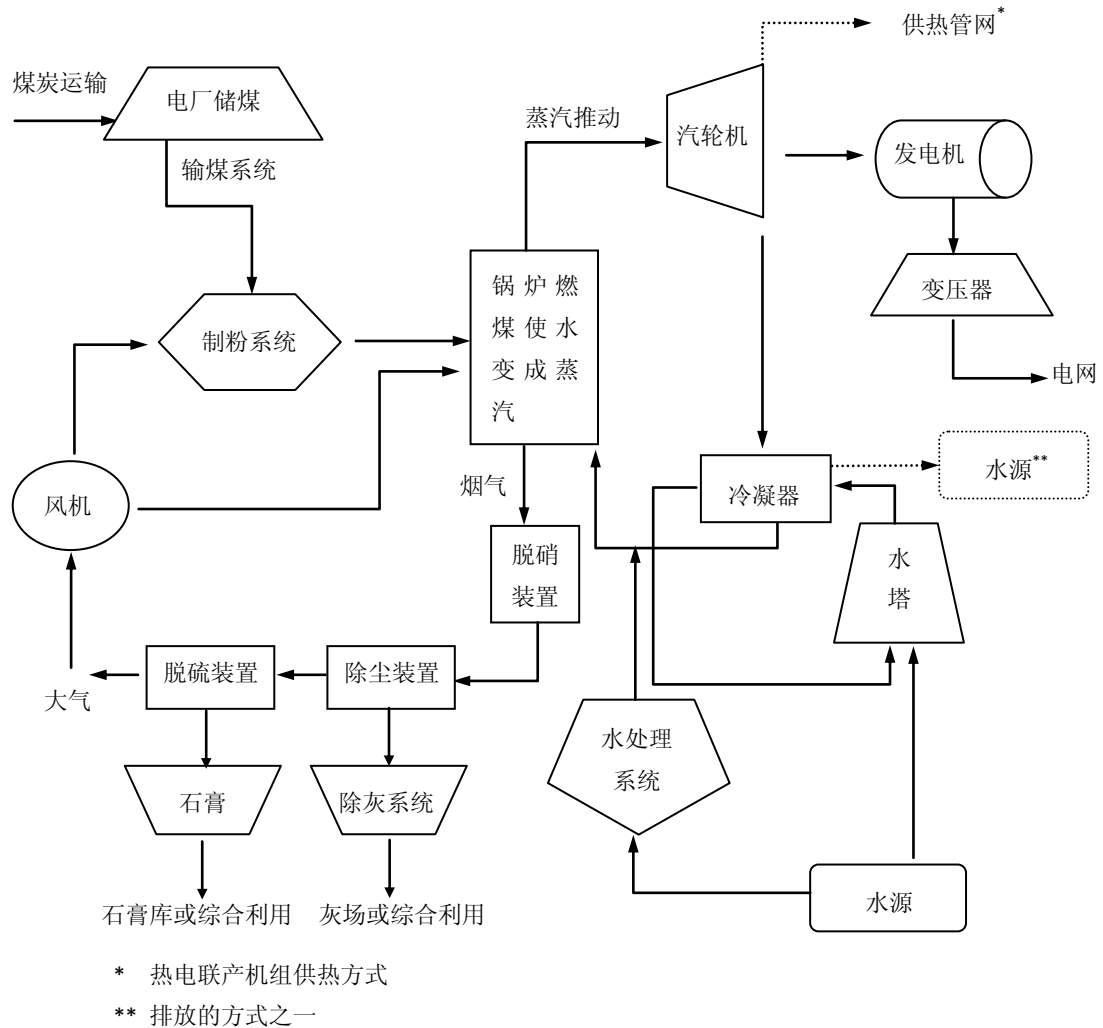 供热管网*
煤炭运输
电厂储煤
蒸汽推动
汽轮机
发电机
输煤系统
锅炉燃
煤使水
变成蒸
汽
变压器
制粉系统
电网
水源**
烟气
冷凝器
风机
脱硝
装置
水
塔
脱硫装置
除尘装置
大气
水处理
系统
石膏
除灰系统
水源
石膏库或综合利用
灰场或综合利用
* 热电联产机组供热方式
** 排放的方式之一